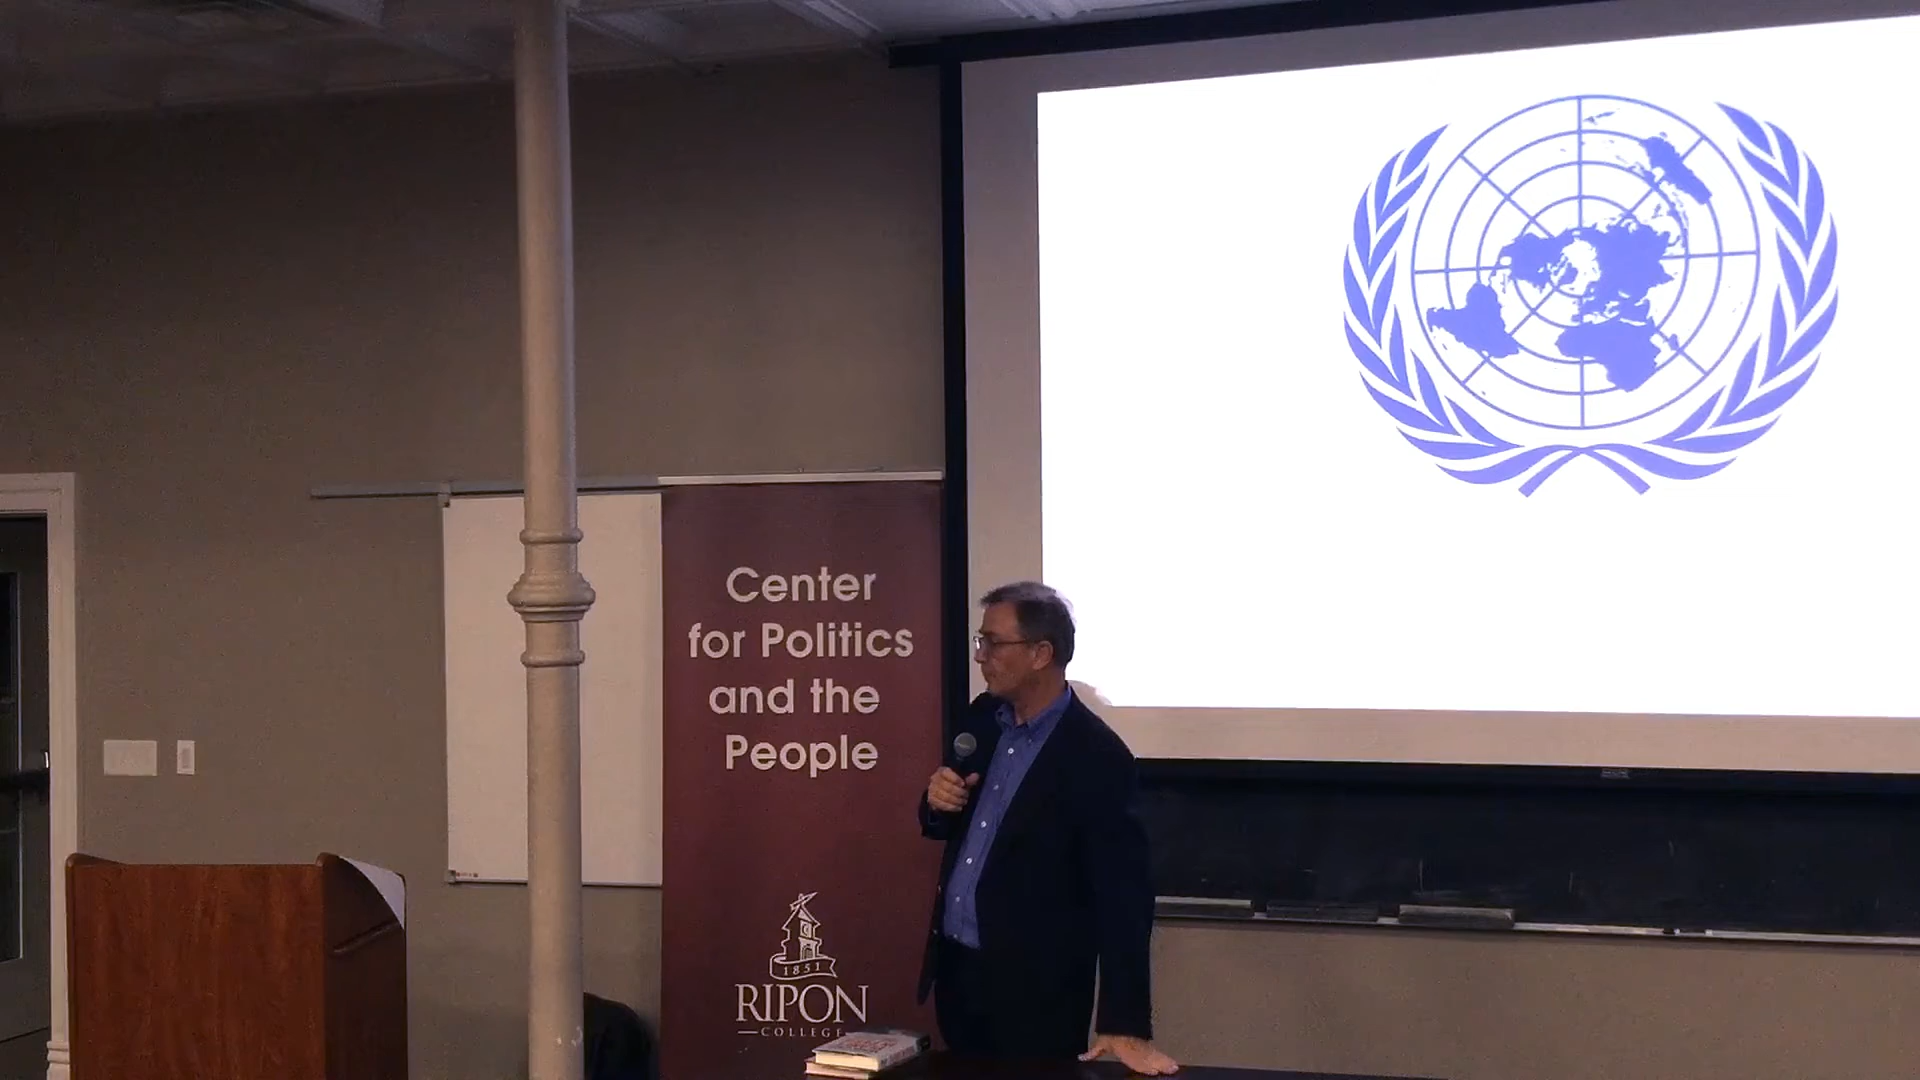 Center
for Politics
and the
People
1851
RIPON
COLLEGE